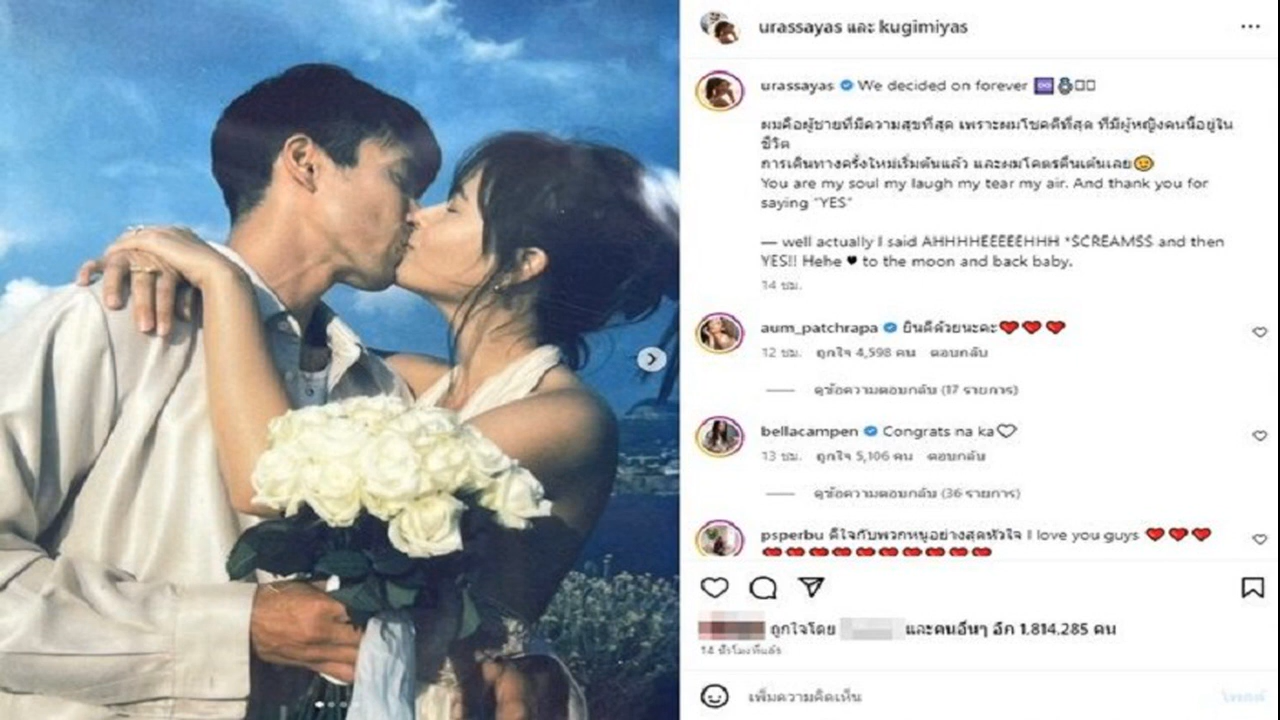 urassayas และ kugimiyas
urassayas We decided on forever
ผมคือผู้ชายที่มีความสุขที่สุด เพราะผมโชคดีที่สุด ที่มีผู้หญิงคนนี้อยู่ใน
ชีวิต
การเดินทางครั้งใหม่เริ่มต้นแล้ว และผมโคตรตื่นเต้นเลย😉
You are my soul my laugh my tear my air. And thank you for
saying "YES"
— well actually I said AHHHHEEEEEHHH *SCREAMSS and then
YES!! Hehe ♥ to the moon and back baby.
14 ชม.
aum_patchrapa ยินดีด้วยนะคะ❤️❤️❤️
12 ชม. ถูกใจ 4,598 คน ตอบกลับ
ดูข้อความตอบกลับ (17 รายการ)
bellacampen Congrats na ka🤍
13 ชม. ถูกใจ 5,106 คน ตอบกลับ
ดูข้อความตอบกลับ (36 รายการ)
psperbu ดีใจกับพวกหนูอย่างสุดหัวใจ I love you guys ❤️❤️❤️
❤️❤️❤️❤️❤️❤️❤️❤️❤️❤️
ถูกใจโดย และคนอื่นๆ อีก 1,814,285 คน
14 ชั่วโมงที่แล้ว
เพิ่มความคิดเห็น
โพสต์